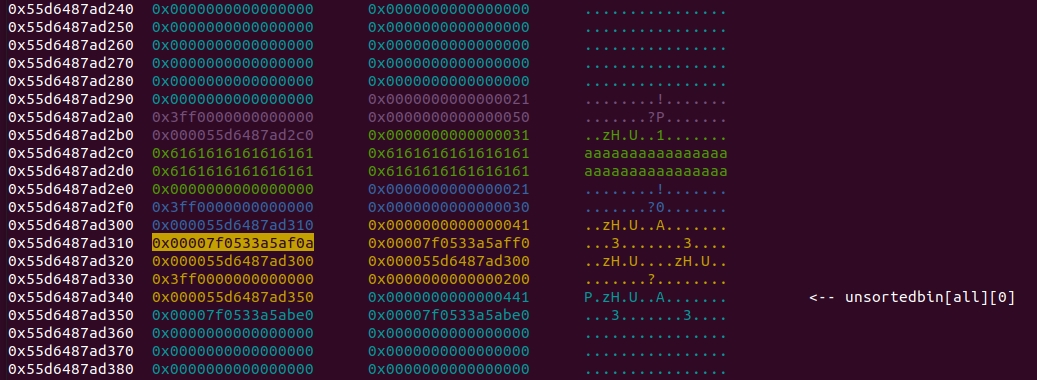 0x55d6487ad240 0x0000000000000000 0x0000000000000000 ................
0x55d6487ad250 0x0000000000000000 0x0000000000000000 ................
0x55d6487ad260 0x0000000000000000 0x0000000000000000 ................
0x55d6487ad270 0x0000000000000000 0x0000000000000000 ................
0x55d6487ad280 0x0000000000000000 0x0000000000000000 ................
0x55d6487ad290 0x0000000000000000 0x0000000000000021 ........!.......
0x55d6487ad2a0 0x3ff0000000000000 0x0000000000000050 .......?P.......
0x55d6487ad2b0 0x000055d6487ad2c0 0x0000000000000031 ..zH.U..1.......
0x55d6487ad2c0 0x6161616161616161 0x6161616161616161 aaaaaaaaaaaaaaaa
0x55d6487ad2d0 0x6161616161616161 0x6161616161616161 aaaaaaaaaaaaaaaa
0x55d6487ad2e0 0x0000000000000000 0x0000000000000021 ........!.......
0x55d6487ad2f0 0x3ff0000000000000 0x0000000000000030 .......?0.......
0x55d6487ad300 0x000055d6487ad310 0x0000000000000041 ..zH.U..A.......
0x55d6487ad310 0x00007f0533a5af0a 0x00007f0533a5aff0 ...3.......3....
0x55d6487ad320 0x000055d6487ad300 0x000055d6487ad300 ..zH.U....zH.U..
0x55d6487ad330 0x3ff0000000000000 0x0000000000000200 .......?........
0x55d6487ad340 0x000055d6487ad350 0x0000000000000441 P.zH.U..A....... <-- unsortedbin[all][0]
0x55d6487ad350 0x00007f0533a5abe0 0x00007f0533a5abe0 ...3.......3....
0x55d6487ad360 0x0000000000000000 0x0000000000000000 ................
0x55d6487ad370 0x0000000000000000 0x0000000000000000 ................
0x55d6487ad380 0x0000000000000000 0x0000000000000000 ................